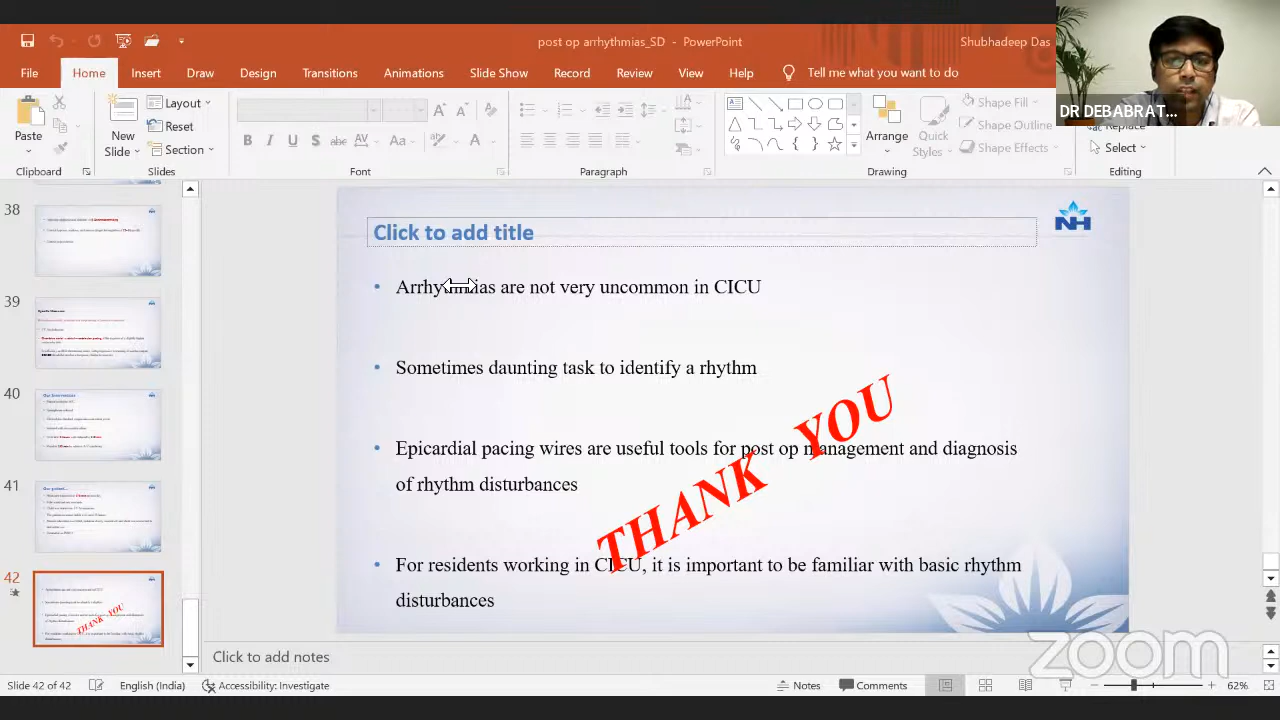 post op arrhythmias_SD - PowerPoint
Shubhadeep Das
DR DEBABRAT...
File Home Insert Draw Design Transitions Animations Slide Show Record Review View Help Tell me what you want to do
Paste
New
Slide
Layout
Reset
Section
B I U S abc AV Aa A
Arrange
Quick
Styles
Shape Fill
Shape Outline
Shape Effects
Replace
Select
Clipboard Slides Font Paragraph Drawing Editing
38
39
40
41
42
Click to add title
NH
Arrhythmias are not very uncommon in CICU
Sometimes daunting task to identify a rhythm
Epicardial pacing wires are useful tools for post op management and diagnosis
of rhythm disturbances
THANK YOU
For residents working in CICU, it is important to be familiar with basic rhythm
disturbances
Click to add notes
zoom
Slide 42 of 42 English (India) Accessibility: Investigate Notes Comments 62%